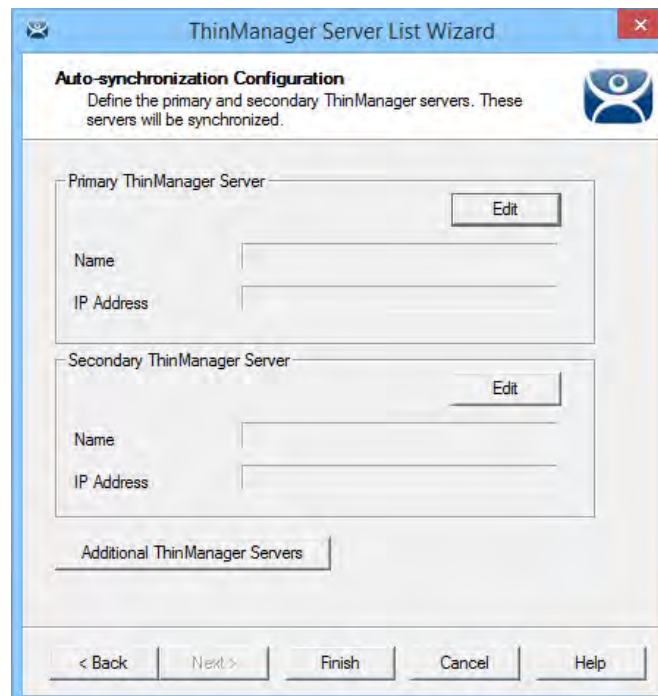 ThinManager Server List Wizard
Auto-synchronization Configuration
Define the primary and secondary ThinManager servers. These
servers will be synchronized.
Primary ThinManager Server
Edit
Name
IP Address
Secondary ThinManager Server
Edit
Name
IP Address
Additional ThinManager Servers
< Back Next > Finish Cancel Help